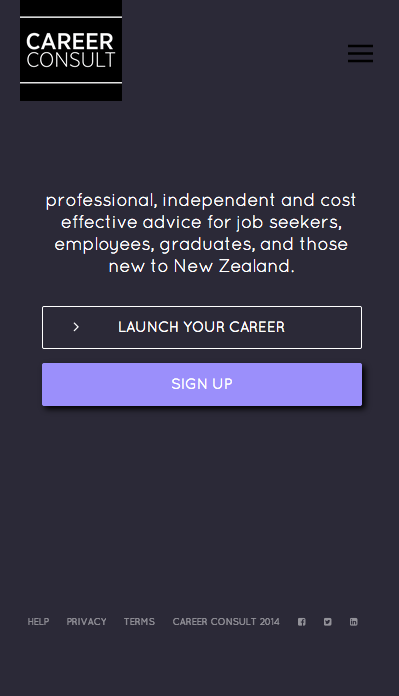 CAREER
CONSULT
professional, independent and cost
effective advice for job seekers,
employees, graduates, and those
new to New Zealand.
LAUNCH YOUR CAREER
SIGN UP
HELP PRIVACY TERMS CAREER CONSULT 2014